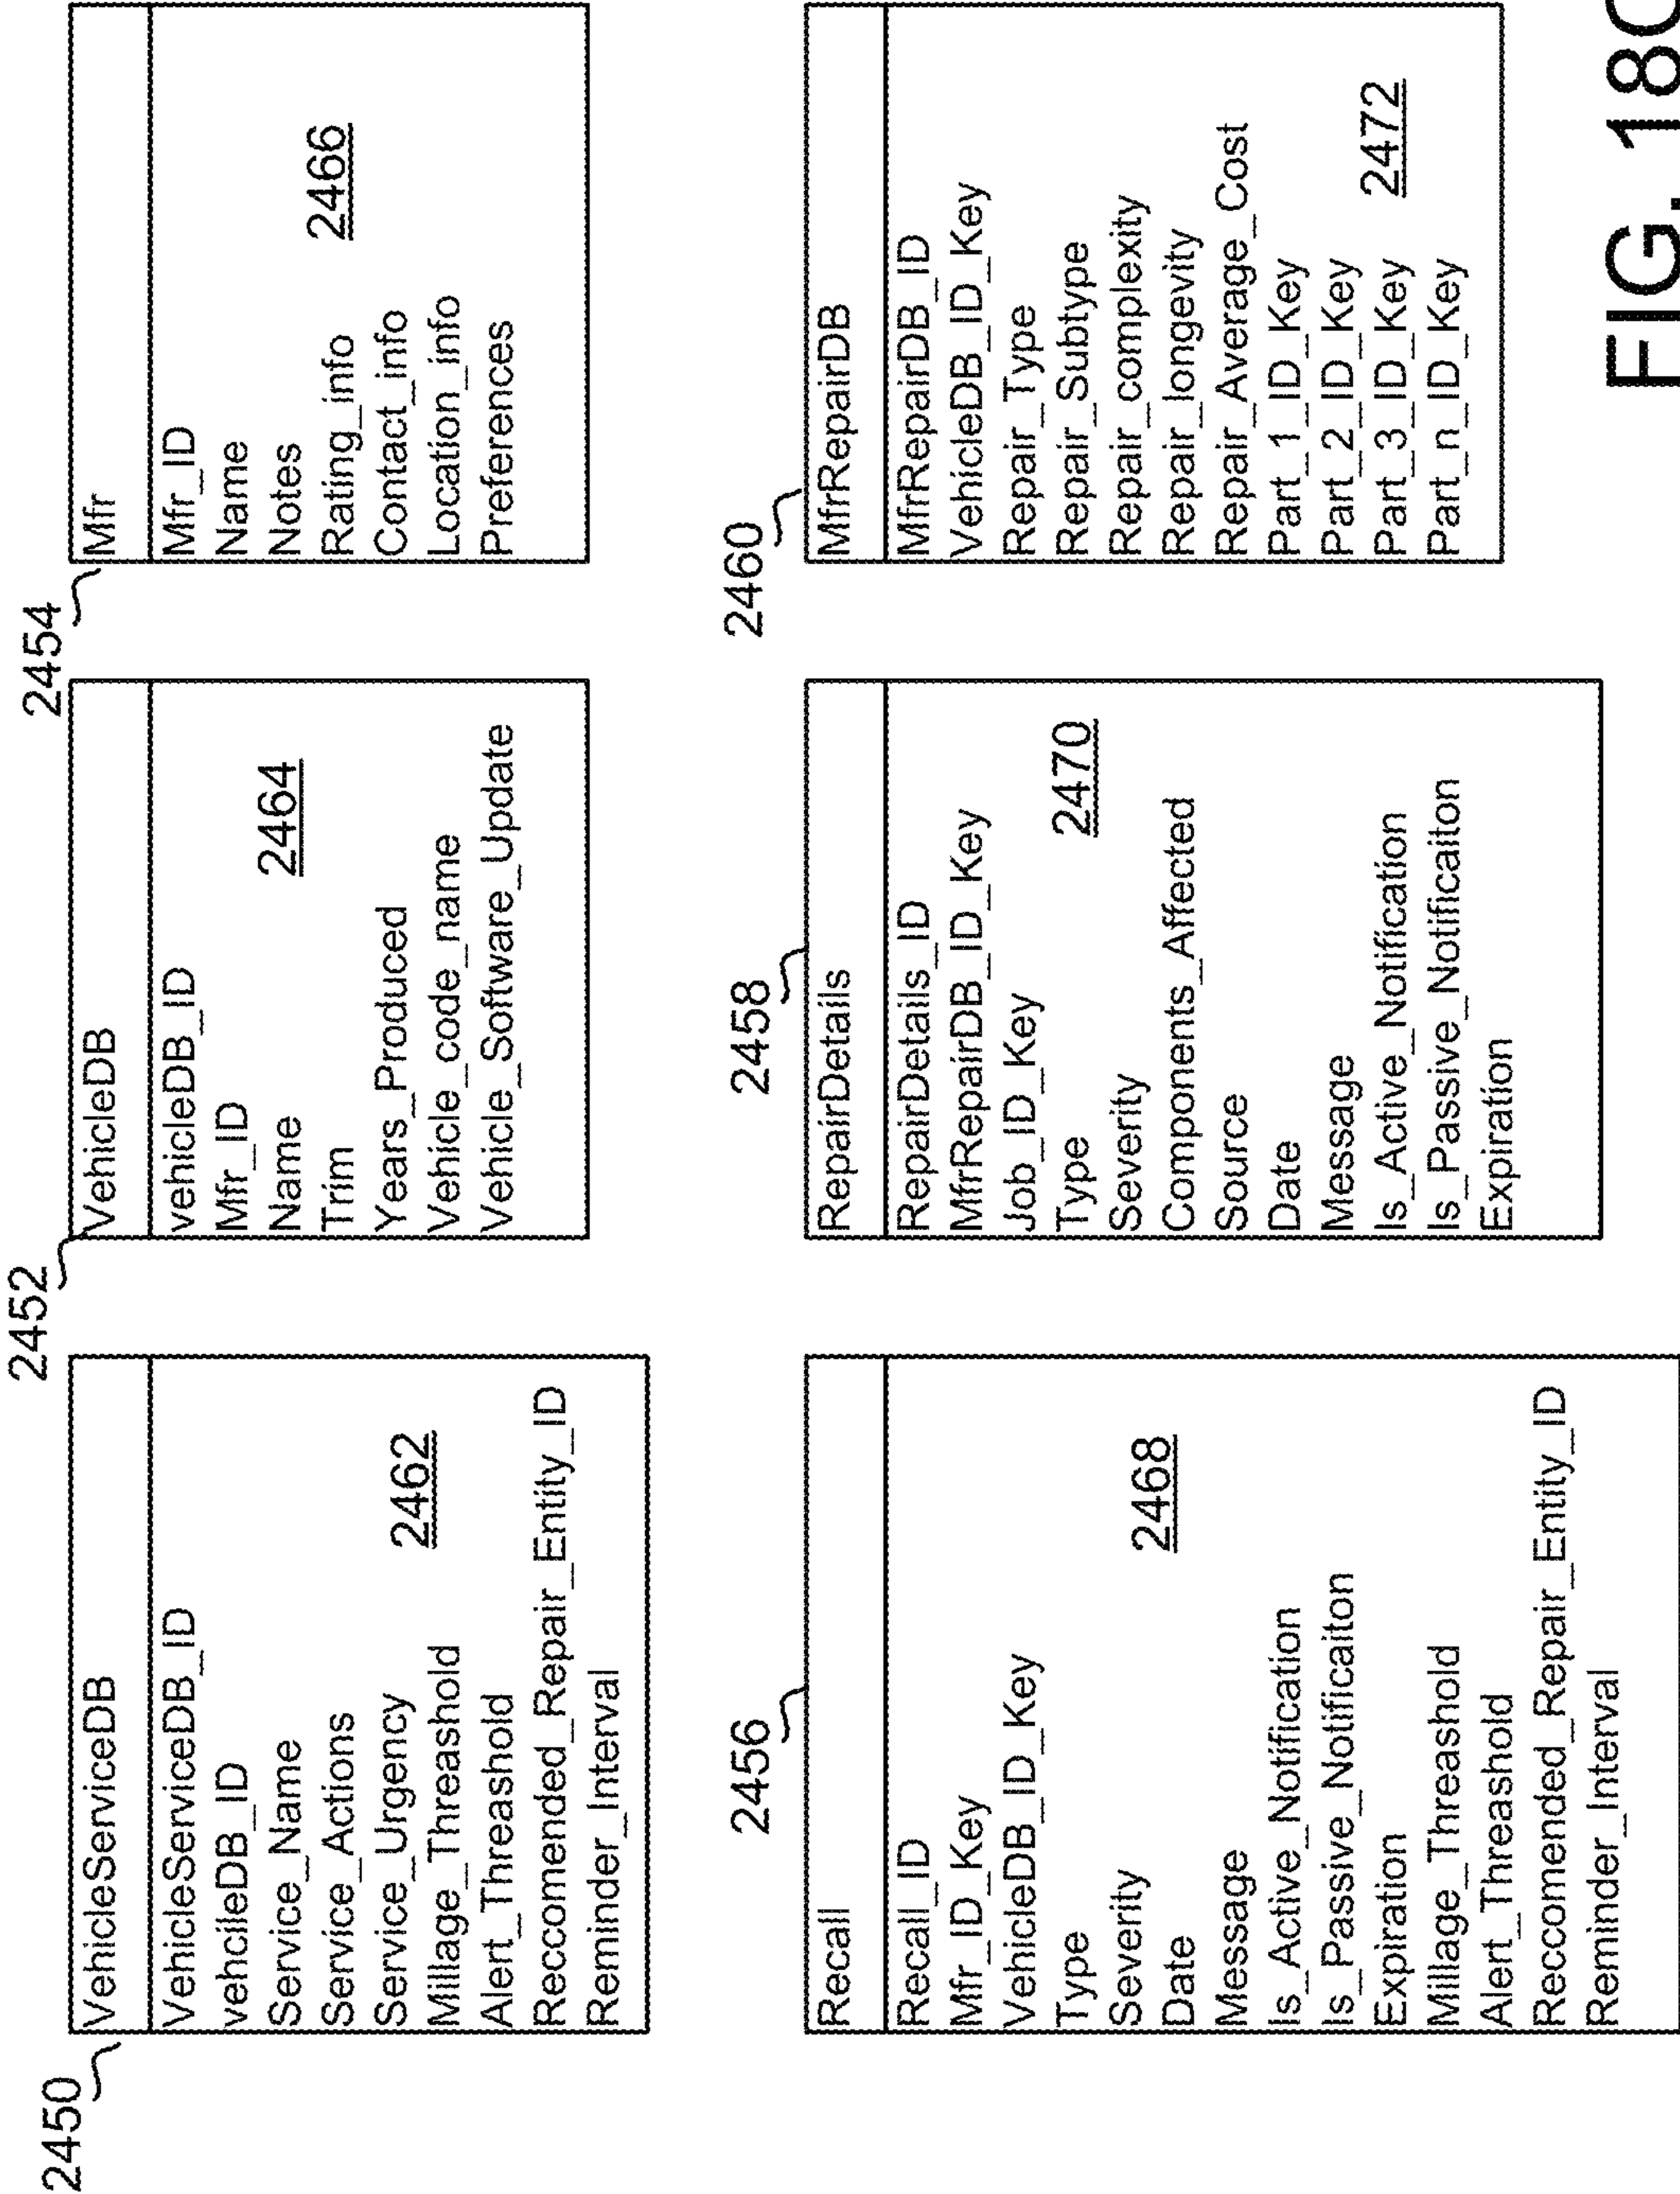 2450
VehicleServiceDB
VehicleServiceDB_ID
vehcileDB_ID
Service_Name
Service_Actions
Service_Urgency
Millage_Threashold
Alert_Threashold
Reccomended_Repair_Entity_ID
Reminder_Interval
2462
2452
VehicleDB
vehicleDB_ID
Mfr_ID
Name
Trim
Years_Produced
Vehicle_code_name
Vehicle_Software_Update
2464
2454
Mfr
Mfr_ID
Name
Notes
Rating_info
Contact_info
Location_info
Preferences
2466
2456
Recall
Recall_ID
Mfr_ID_Key
VehicleDB_ID_Key
Type
Severity
Date
Message
Is_Active_Notification
Is_Passive_Notificaiton
Expiration
Millage_Threashold
Alert_Threashold
Reccomended_Repair_Entity_ID
Reminder_Interval
2468
2458
RepairDetails
RepairDetails_ID
MfrRepairDB_ID_Key
Job_ID_Key
Type
Severity
Components_Affected
Source
Date
Message
Is_Active_Notification
Is_Passive_Notificaiton
Expiration
2470
2460
MfrRepairDB
MfrRepairDB_ID
VehicleDB_ID_Key
Repair_Type
Repair_Subtype
Repair_complexity
Repair_longevity
Repair_Average_Cost
Part_1_ID_Key
Part_2_ID_Key
Part_3_ID_Key
Part_n_ID_Key
2472
FIG. 18C